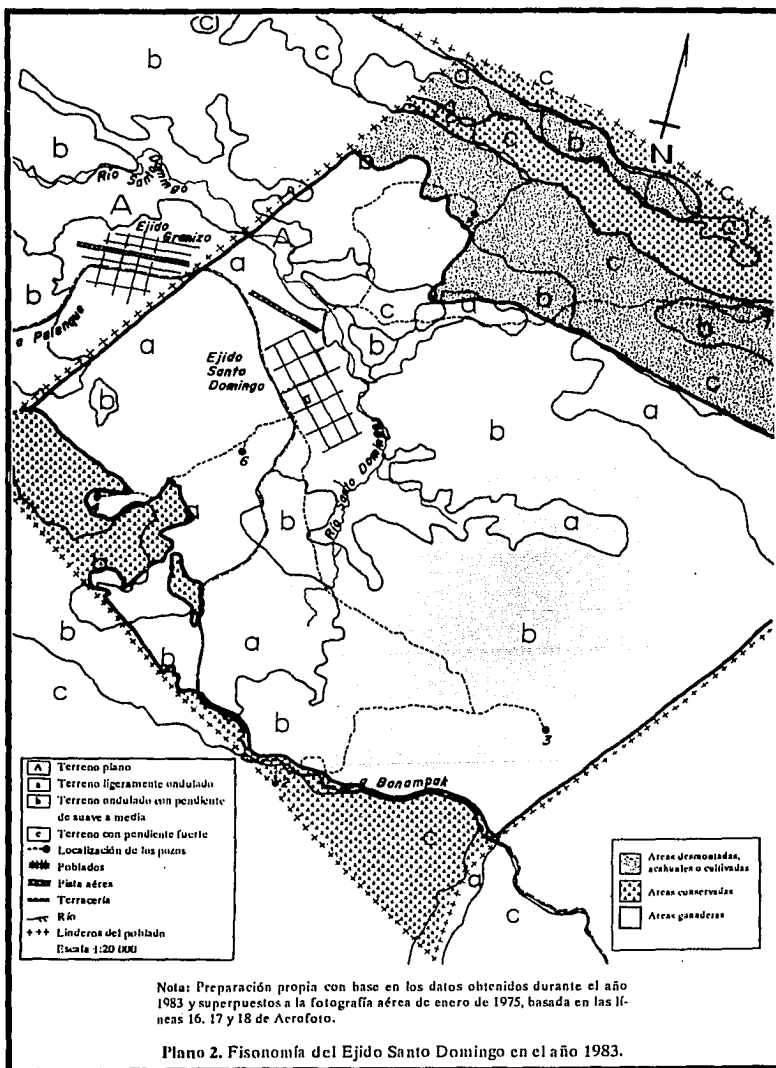 c
b
c
a
c
N
b
A
c
b
b
Río Santo
Domingo
b
A
A
c
a
Ejido
Granizo
A
2
a
c
b
c
a
b
b
a Palenque
b
a
Ejido
Santo
Domingo
c
b
a
b
6
Río Santo Domingo
a
b
a
b
b
a
b
b
c
b
3
a Bonampak
c
a
c
A Terreno plano
a Terreno ligeramente ondulado
b Terreno ondulado con pendiente
de suave a media
c Terreno con pendiente fuerte
Localización de los pozos
Poblados
Pista aérea
Terracería
Río
+++ Linderos del poblado
Escala 1:20 000
Areas desmontadas,
acahuales o cultivadas
Areas conservadas
Areas ganaderas
Nota: Preparación propia con base en los datos obtenidos durante el año
1983 y superpuestos a la fotografía aérea de enero de 1975, basada en las lí-
neas 16, 17 y 18 de Aerofoto.
Plano 2. Fisonomía del Ejido Santo Domingo en el año 1983.